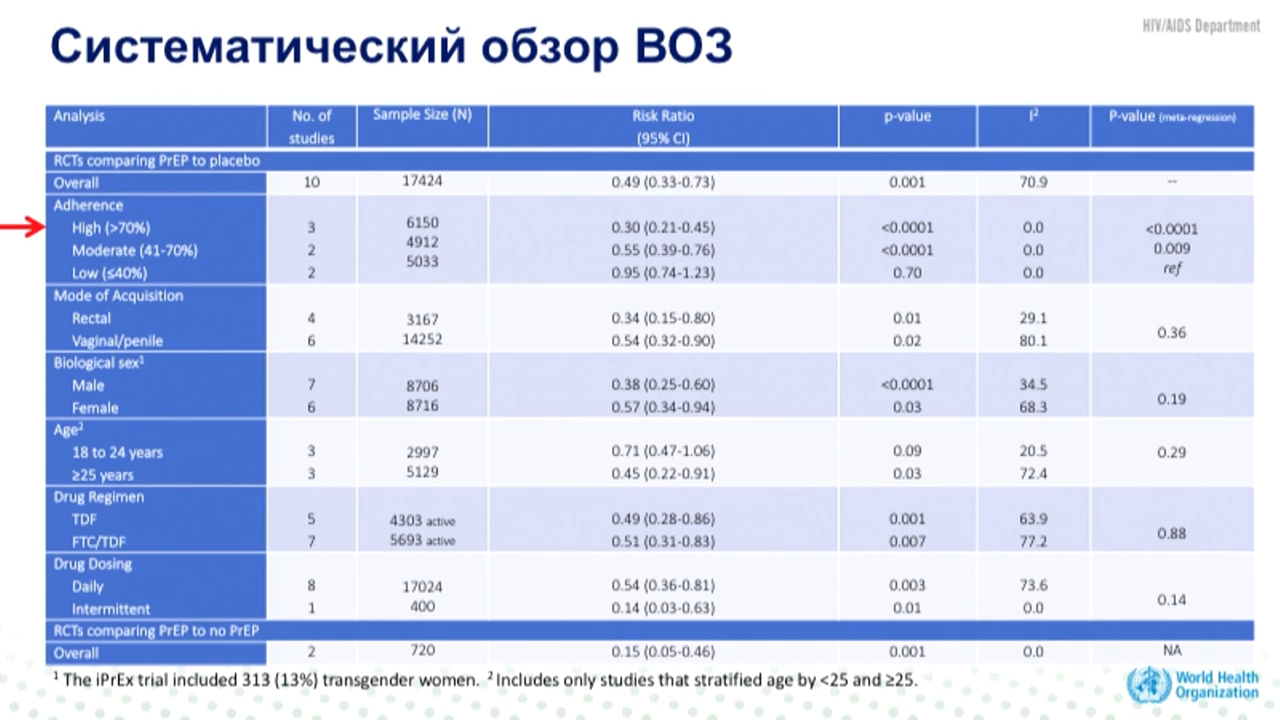 HIV/AIDS Department
Систематический обзор ВОЗ
Analysis No. of studies Sample Size (N) Risk Ratio (95% CI) p-value I² P-value (meta-regression)
RCTs comparing PrEP to placebo
Overall 10 17424 0.49 (0.33-0.73) 0.001 70.9 --
Adherence
High (>70%) 3 6150 0.30 (0.21-0.45) <0.0001 0.0 <0.0001
Moderate (41-70%) 2 4912 0.55 (0.39-0.76) <0.0001 0.0 0.009
Low (≤40%) 2 5033 0.95 (0.74-1.23) 0.70 0.0 ref
Mode of Acquisition
Rectal 4 3167 0.34 (0.15-0.80) 0.01 29.1
Vaginal/penile 6 14252 0.54 (0.32-0.90) 0.02 80.1 0.36
Biological sex¹
Male 7 8706 0.38 (0.25-0.60) <0.0001 34.5
Female 6 8716 0.57 (0.34-0.94) 0.03 68.3 0.19
Age²
18 to 24 years 3 2997 0.71 (0.47-1.06) 0.09 20.5 0.29
≥25 years 3 5129 0.45 (0.22-0.91) 0.03 72.4
Drug Regimen
TDF 5 4303 active 0.49 (0.28-0.86) 0.001 63.9
FTC/TDF 7 5693 active 0.51 (0.31-0.83) 0.007 77.2 0.88
Drug Dosing
Daily 8 17024 0.54 (0.36-0.81) 0.003 73.6
Intermittent 1 400 0.14 (0.03-0.63) 0.01 0.0 0.14
RCTs comparing PrEP to no PrEP
Overall 2 720 0.15 (0.05-0.46) 0.001 0.0 NA
¹ The iPrEx trial included 313 (13%) transgender women. ² Includes only studies that stratified age by <25 and ≥25.
World Health
Organization